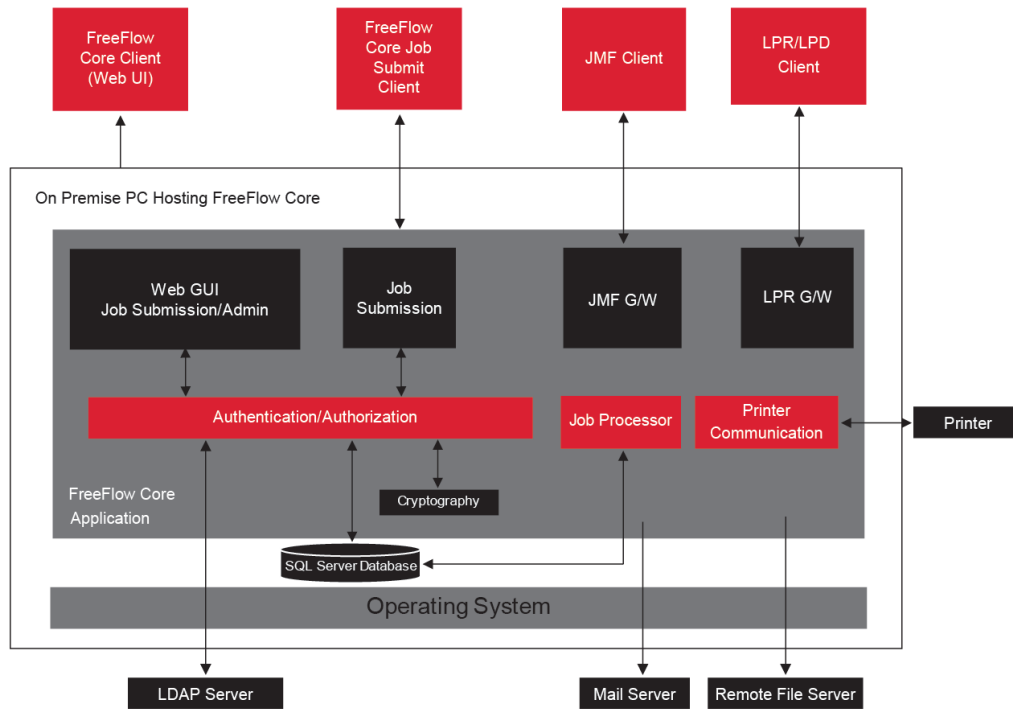 FreeFlow
Core Client
(Web UI)
FreeFlow
Core Job
Submit
Client
JMF Client
LPR/LPD
Client
On Premise PC Hosting FreeFlow Core
Web GUI
Job Submission/Admin
Job
Submission
JMF G/W
LPR G/W
Authentication/Authorization
Job Processor
Printer
Communication
Printer
Cryptography
FreeFlow Core
Application
SQL Server Database
Operating System
LDAP Server
Mail Server
Remote File Server